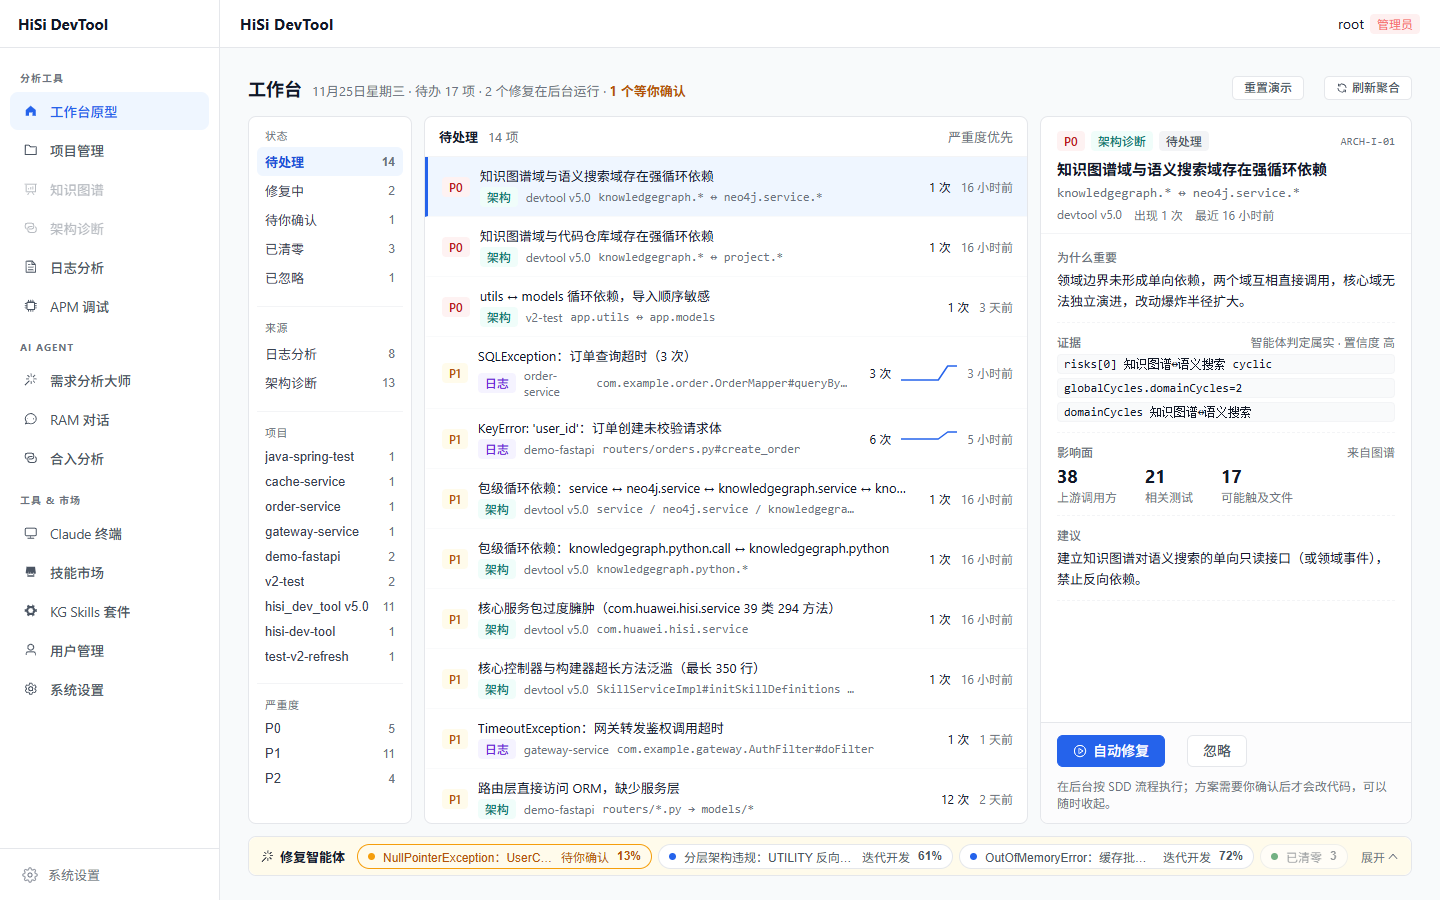 HiSi DevTool
HiSi DevTool
root 管理员
分析工具
工作台原型
项目管理
知识图谱
架构诊断
日志分析
APM 调试
AI AGENT
需求分析大师
RAM 对话
合入分析
工具 & 市场
Claude 终端
技能市场
KG Skills 套件
用户管理
系统设置
系统设置
工作台 11月25日星期三 · 待办 17 项 · 2 个修复在后台运行 · 1 个等你确认
重置演示 刷新聚合
状态
待处理 14
修复中 2
待你确认 1
已清零 3
已忽略 1
来源
日志分析 8
架构诊断 13
项目
java-spring-test 1
cache-service 1
order-service 1
gateway-service 1
demo-fastapi 2
v2-test 2
hisi_dev_tool v5.0 11
hisi-dev-tool 1
test-v2-refresh 1
严重度
P0 5
P1 11
P2 4
待处理 14 项 严重度优先
P0 知识图谱域与语义搜索域存在强循环依赖 1 次 16 小时前
架构 devtool v5.0 knowledgegraph.* ↔ neo4j.service.*
P0 知识图谱域与代码仓库域存在强循环依赖 1 次 16 小时前
架构 devtool v5.0 knowledgegraph.* ↔ project.*
P0 utils ↔ models 循环依赖，导入顺序敏感 1 次 3 天前
架构 v2-test app.utils ↔ app.models
P1 SQLException：订单查询超时（3 次） 3 次 3 小时前
日志 order-service com.example.order.OrderMapper#queryBy…
P1 KeyError: 'user_id'：订单创建未校验请求体 6 次 5 小时前
日志 demo-fastapi routers/orders.py#create_order
P1 包级循环依赖：service ↔ neo4j.service ↔ knowledgegraph.service ↔ kno… 1 次 16 小时前
架构 devtool v5.0 service / neo4j.service / knowledgegra…
P1 包级循环依赖：knowledgegraph.python.call ↔ knowledgegraph.python 1 次 16 小时前
架构 devtool v5.0 knowledgegraph.python.*
P1 核心服务包过度臃肿（com.huawei.hisi.service 39 类 294 方法） 1 次 16 小时前
架构 devtool v5.0 com.huawei.hisi.service
P1 核心控制器与构建器超长方法泛滥（最长 350 行） 1 次 16 小时前
架构 devtool v5.0 SkillServiceImpl#initSkillDefinitions …
P1 TimeoutException：网关转发鉴权调用超时 1 次 1 天前
日志 gateway-service com.example.gateway.AuthFilter#doFilter
P1 路由层直接访问 ORM，缺少服务层 12 次 2 天前
架构 demo-fastapi routers/*.py → models/*
P0 架构诊断 待处理 ARCH-I-01
知识图谱域与语义搜索域存在强循环依赖
knowledgegraph.* ↔ neo4j.service.*
devtool v5.0 出现 1 次 最近 16 小时前
为什么重要
领域边界未形成单向依赖，两个域互相直接调用，核心域无
法独立演进，改动爆炸半径扩大。
证据 智能体判定属实 · 置信度 高
risks[0] 知识图谱↔语义搜索 cyclic
globalCycles.domainCycles=2
domainCycles 知识图谱↔语义搜索
影响面 来自图谱
38 21 17
上游调用方 相关测试 可能触及文件
建议
建立知识图谱对语义搜索的单向只读接口（或领域事件），
禁止反向依赖。
自动修复 忽略
在后台按 SDD 流程执行；方案需要你确认后才会改代码，可以
随时收起。
修复智能体 NullPointerException：UserC… 待你确认 13% 分层架构违规：UTILITY 反向… 迭代开发 61% OutOfMemoryError：缓存批… 迭代开发 72% 已清零 3 展开